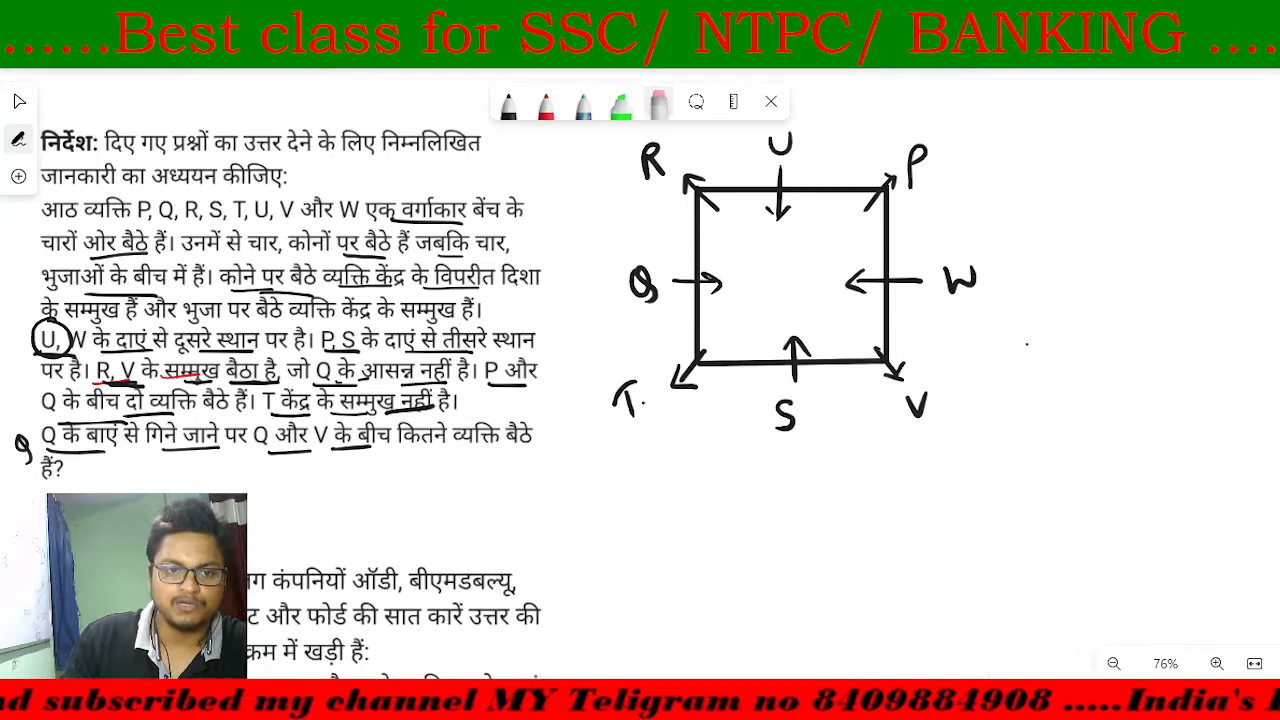 ......Best class for SSC/ NTPC/ BANKING ....
निर्देश: दिए गए प्रश्नों का उत्तर देने के लिए निम्नलिखित
जानकारी का अध्ययन कीजिए:
आठ व्यक्ति P, Q, R, S, T, U, V और W एक वर्गाकार बेंच के
चारों ओर बैठे हैं। उनमें से चार, कोनों पर बैठे हैं जबकि चार,
भुजाओं के बीच में हैं। कोने पर बैठे व्यक्ति केंद्र के विपरीत दिशा
के सम्मुख हैं और भुजा पर बैठे व्यक्ति केंद्र के सम्मुख हैं।
U, W के दाएं से दूसरे स्थान पर है। P, S के दाएं से तीसरे स्थान
पर है। R, V के सम्मुख बैठा है, जो Q के आसन्न नहीं है। P और
Q के बीच दो व्यक्ति बैठे हैं। T केंद्र के सम्मुख नहीं है।
Q के बाएं से गिने जाने पर Q और V के बीच कितने व्यक्ति बैठे
हैं?
Q
R U P
Q W
T S V
कंपनियों ऑडी, बीएमडबल्यू,
और फोर्ड की सात कारें उत्तर की
क्रम में खड़ी हैं:
76%
nd subscribed my channel MY Teligram no 8409884908 .....India's